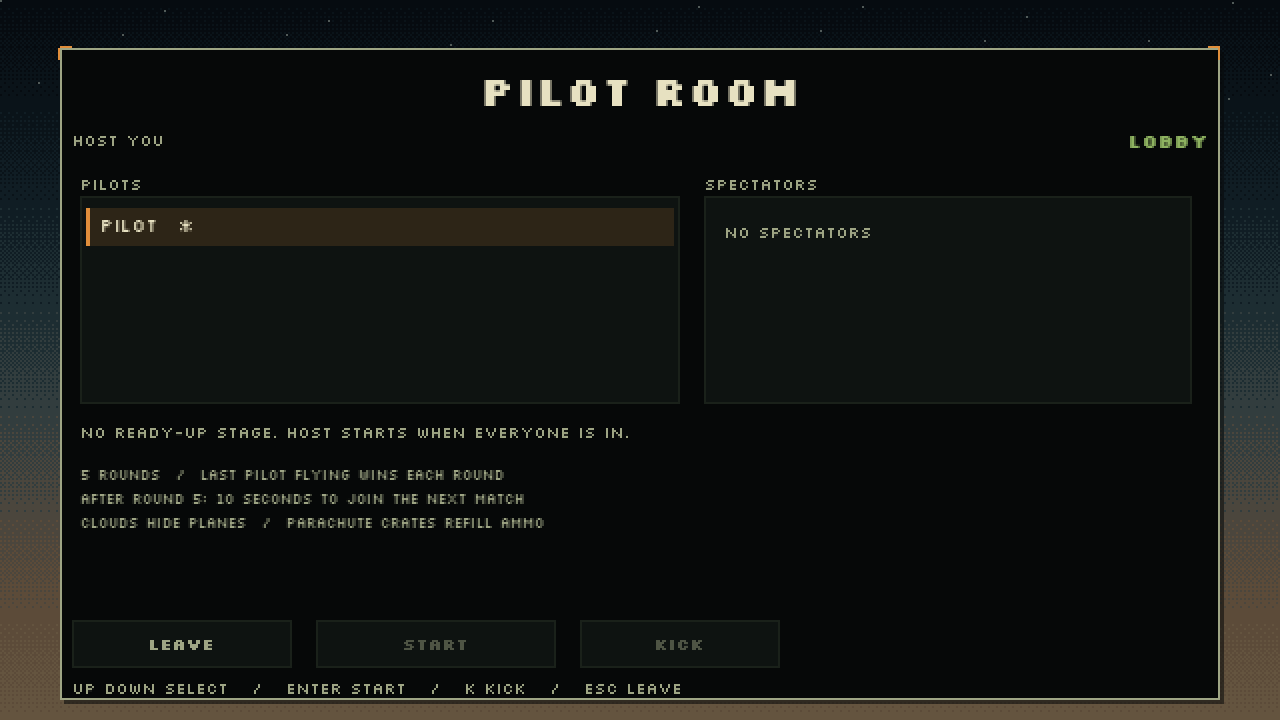 PILOT ROOM
HOST YOU
LOBBY
PILOTS
SPECTATORS
PILOT *
NO SPECTATORS
NO READY-UP STAGE. HOST STARTS WHEN EVERYONE IS IN.
5 ROUNDS / LAST PILOT FLYING WINS EACH ROUND
AFTER ROUND 5: 10 SECONDS TO JOIN THE NEXT MATCH
CLOUDS HIDE PLANES / PARACHUTE CRATES REFILL AMMO
LEAVE
START
KICK
UP DOWN SELECT / ENTER START / K KICK / ESC LEAVE